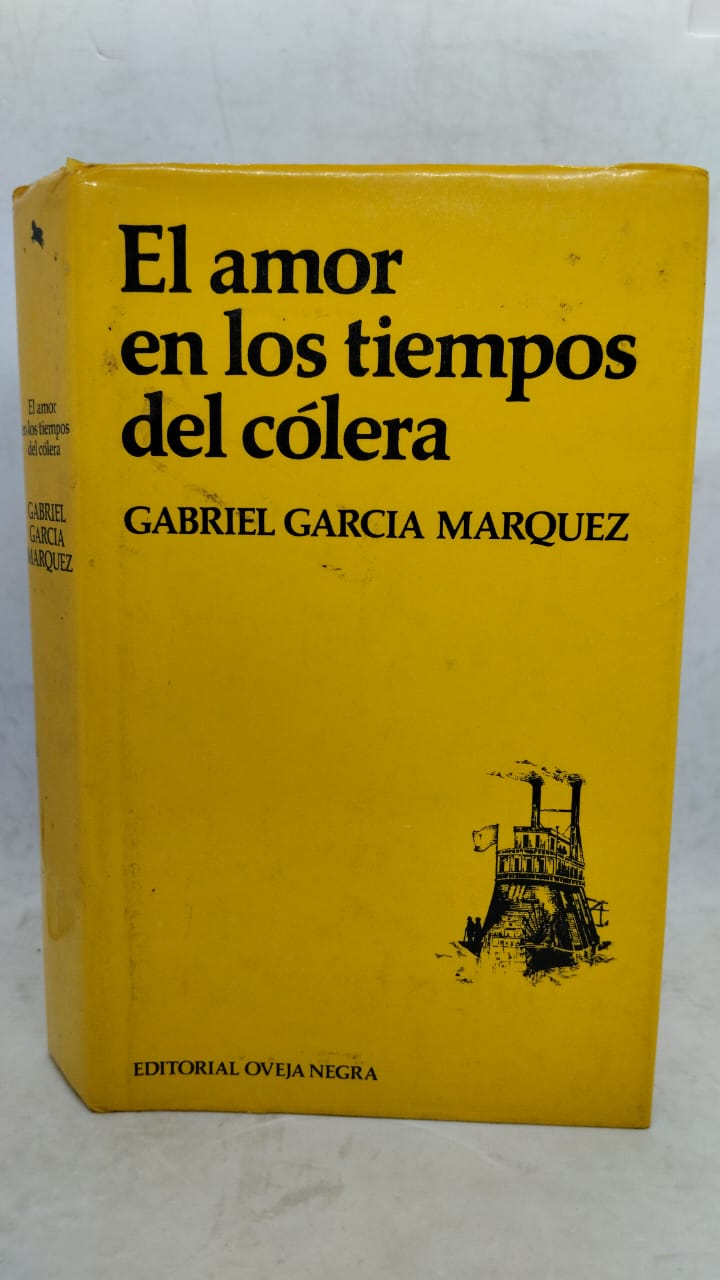 El amor
en los tiempos
del cólera
GABRIEL GARCIA MARQUEZ
EDITORIAL OVEJA NEGRA
El amor
en los tiempos
del cólera
GABRIEL
GARCIA
MARQUEZ